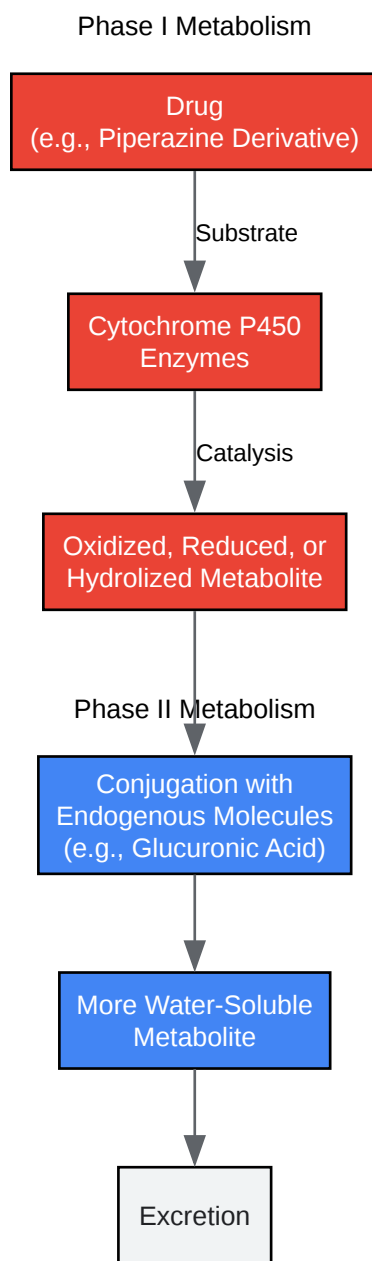 Phase I Metabolism
Drug
(e.g., Piperazine Derivative)
Substrate
Cytochrome P450
Enzymes
Catalysis
Oxidized, Reduced, or
Hydrolized Metabolite
Phase II Metabolism
Conjugation with
Endogenous Molecules
(e.g., Glucuronic Acid)
More Water-Soluble
Metabolite
Excretion